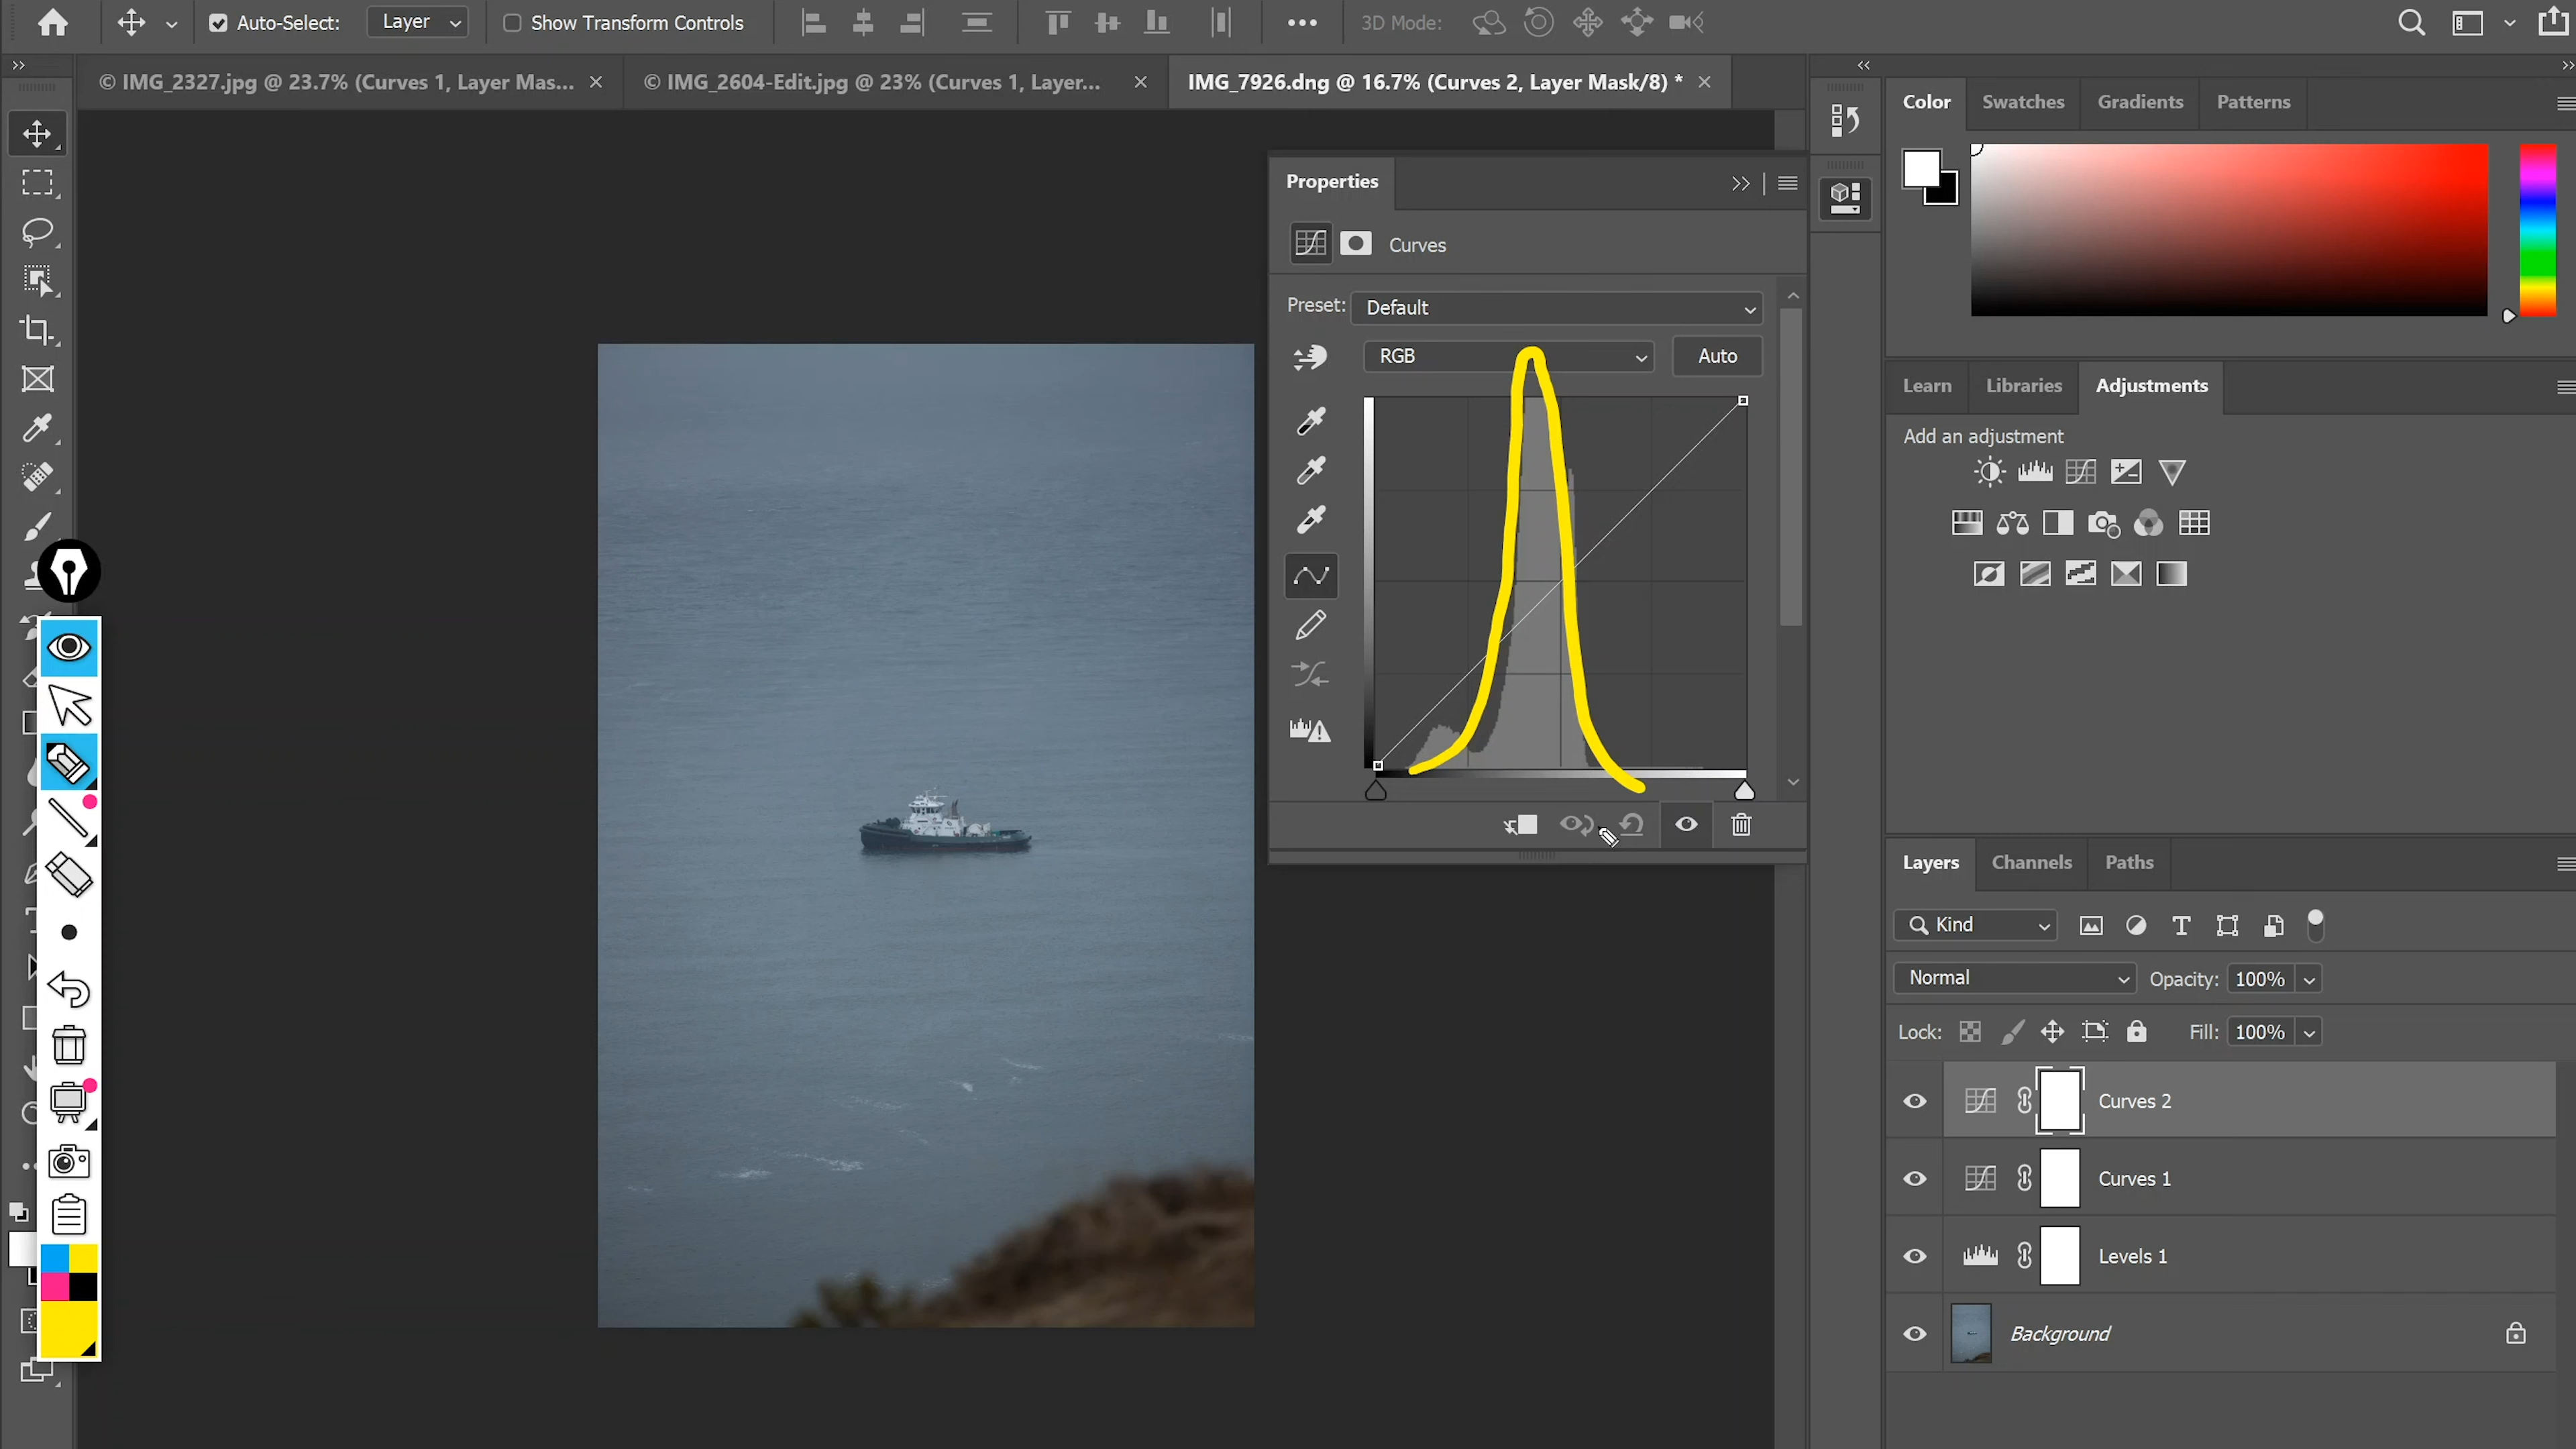 Auto-Select: Layer Show Transform Controls 3D Mode:
© IMG_2327.jpg @ 23.7% (Curves 1, Layer Mas...
© IMG_2604-Edit.jpg @ 23% (Curves 1, Layer...
IMG_7926.dng @ 16.7% (Curves 2, Layer Mask/8) *
Properties
Curves
Preset: Default
RGB Auto
Color Swatches Gradients Patterns
Learn Libraries Adjustments
Add an adjustment
Layers Channels Paths
Kind
Normal Opacity: 100%
Lock: Fill: 100%
Curves 2
Curves 1
Levels 1
Background